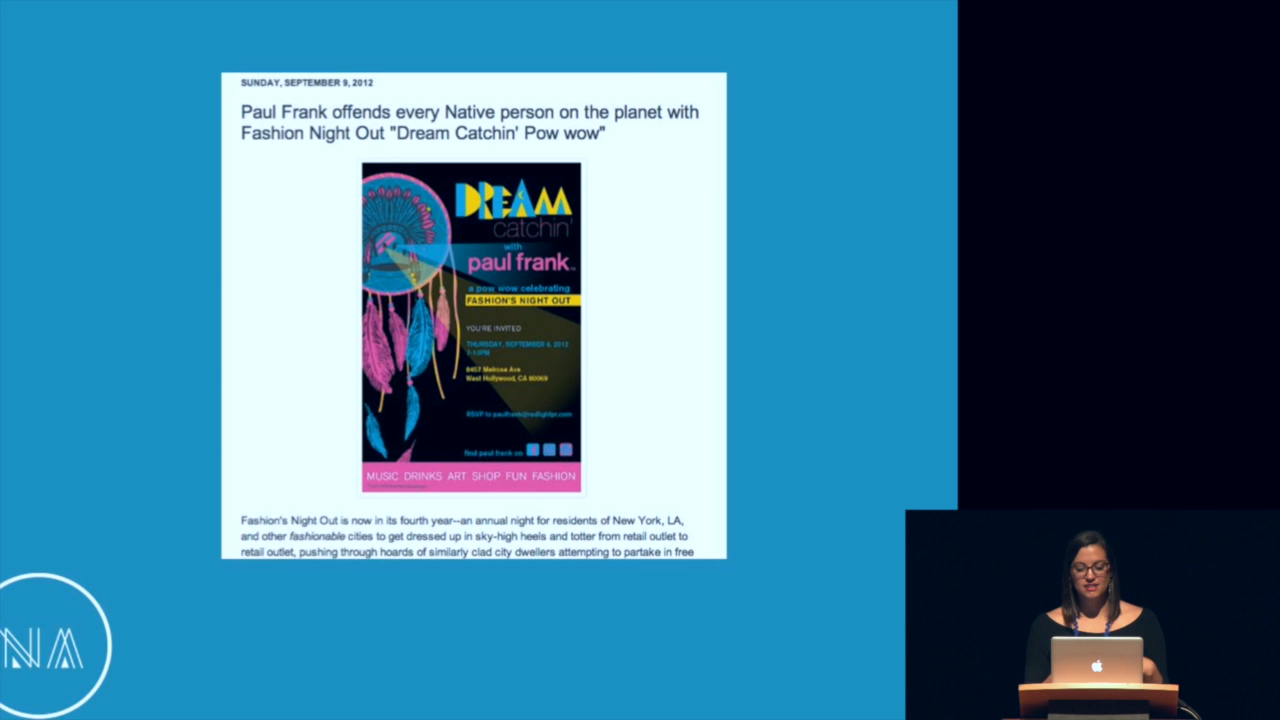 SUNDAY, SEPTEMBER 9, 2012
Paul Frank offends every Native person on the planet with
Fashion Night Out "Dream Catchin' Pow wow"
DREAM
catchin'
with
paul frank
a pow wow celebrating
FASHION'S NIGHT OUT
YOU'RE INVITED
THURSDAY, SEPTEMBER 6, 2012
7-10PM
8457 Melrose Ave
West Hollywood, CA 90069
RSVP to paulfrank@redlightpr.com
find paul frank on
MUSIC DRINKS ART SHOP FUN FASHION
Fashion's Night Out is now in its fourth year--an annual night for residents of New York, LA,
and other fashionable cities to get dressed up in sky-high heels and totter from retail outlet to
retail outlet, pushing through hoards of similarly clad city dwellers attempting to partake in free
NA